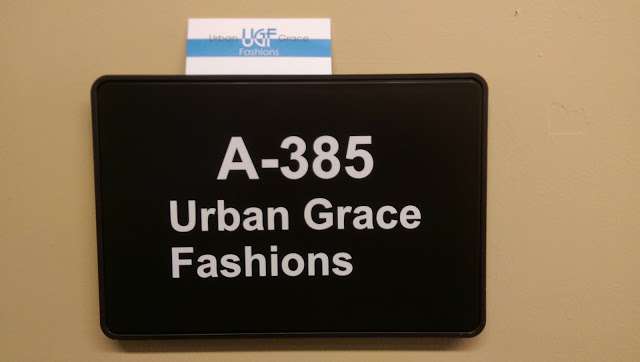 Urban UGF Grace
Fashions
A-385
Urban Grace
Fashions